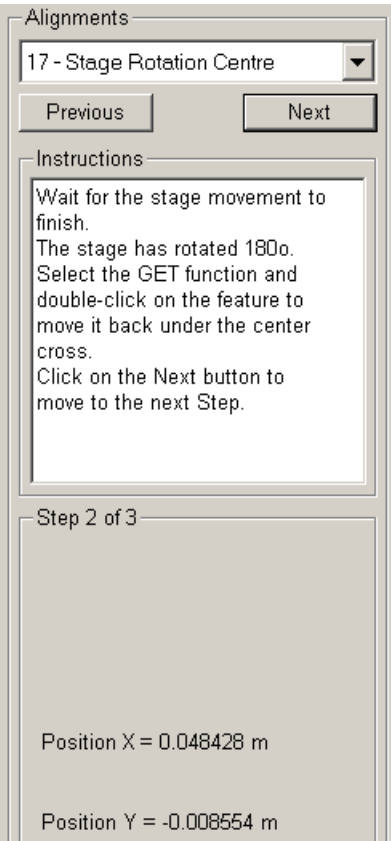 Alignments
17 - Stage Rotation Centre
Previous Next
Instructions
Wait for the stage movement to
finish.
The stage has rotated 180o.
Select the GET function and
double-click on the feature to
move it back under the center
cross.
Click on the Next button to
move to the next Step.
Step 2 of 3
Position X = 0.048428 m
Position Y = -0.008554 m